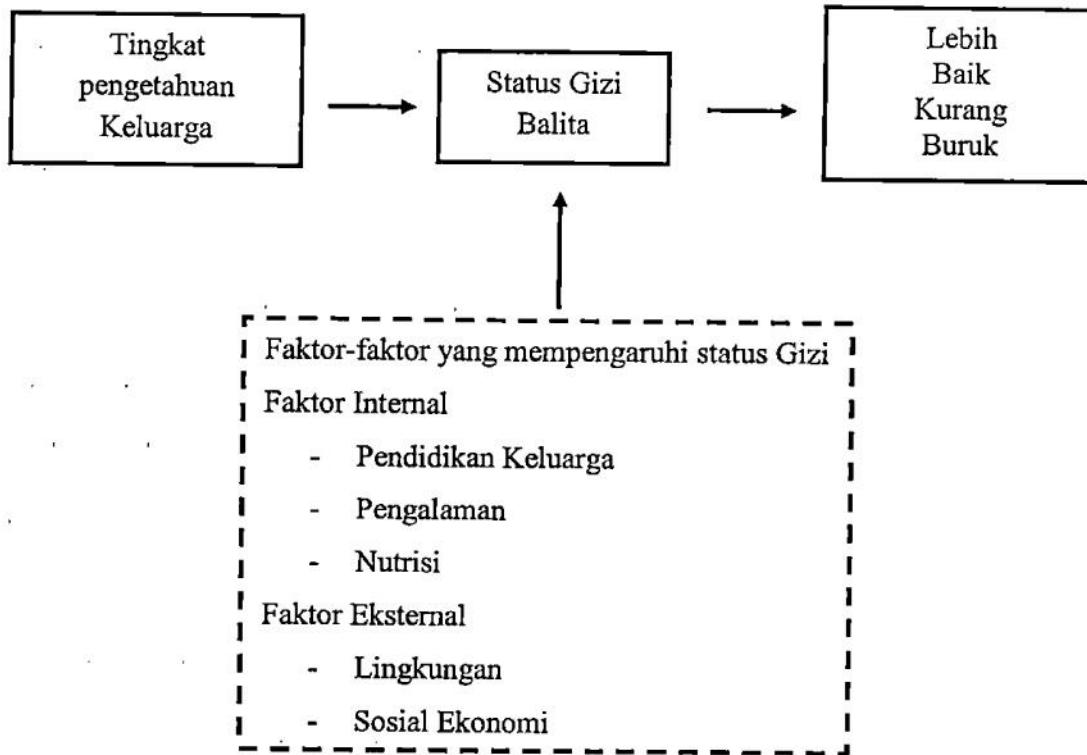 Tingkat
pengetahuan
Keluarga
Status Gizi
Balita
Lebih
Baik
Kurang
Buruk
Faktor-faktor yang mempengaruhi status Gizi
Faktor Internal
- Pendidikan Keluarga
- Pengalaman
- Nutrisi
Faktor Eksternal
- Lingkungan
- Sosial Ekonomi